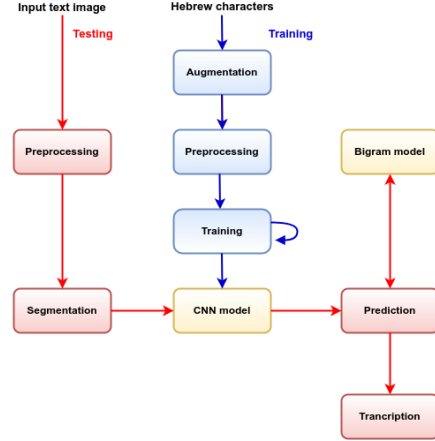 Input text image
Hebrew characters
Testing
Training
Augmentation
Preprocessing
Preprocessing
Bigram model
Training
Segmentation
CNN model
Prediction
Trancription